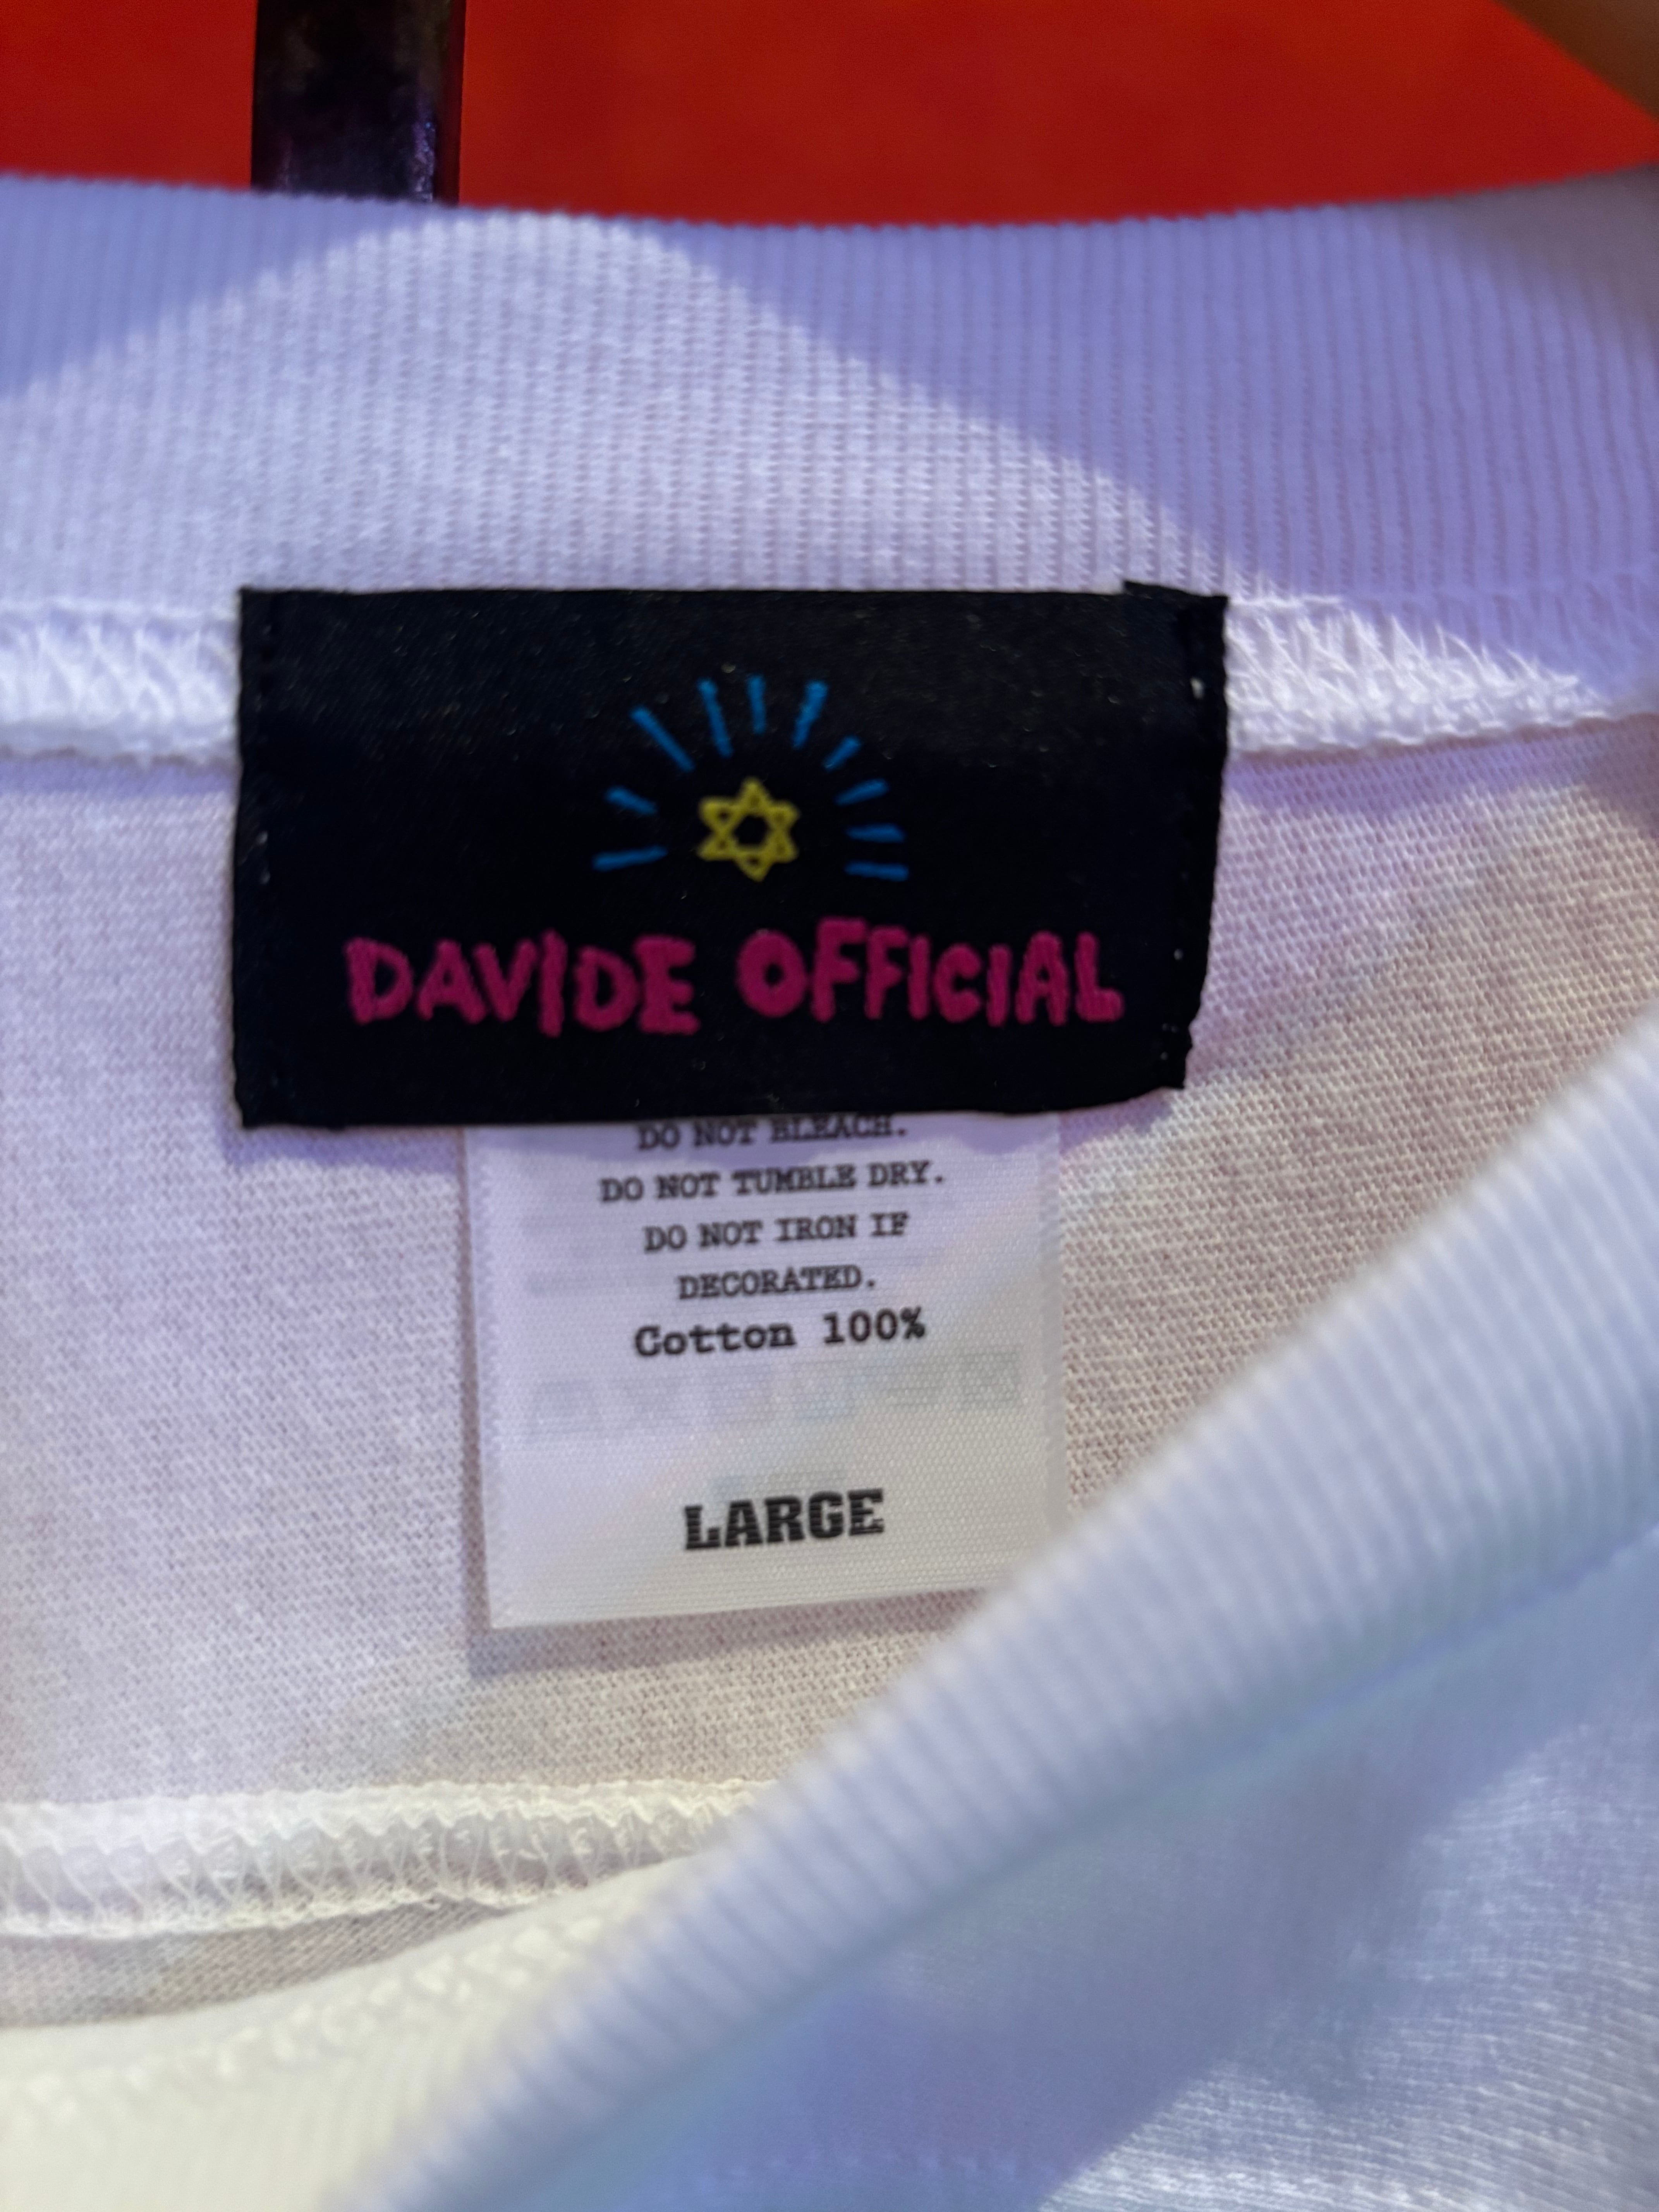 DAVIDE OFFICIAL
DO NOT BLEACH.
DO NOT TUMBLE DRY.
DO NOT IRON IF
DECORATED.
Cotton 100%
LARGE